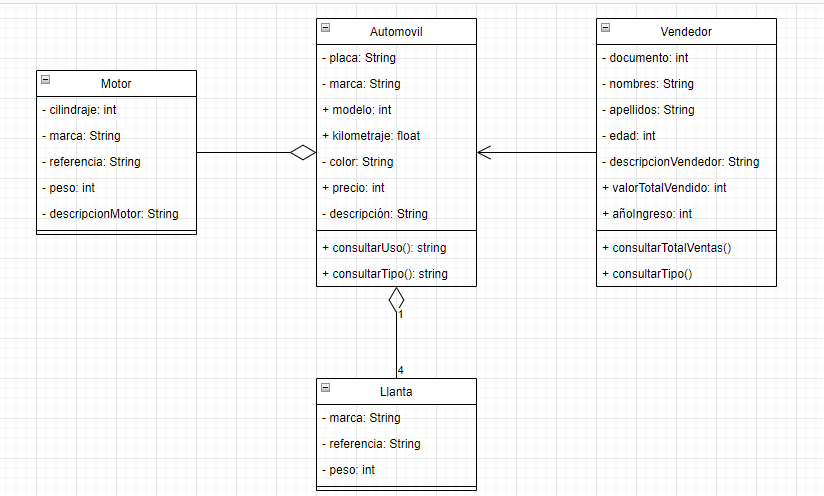 Motor
- cilindraje: int
- marca: String
- referencia: String
- peso: int
- descripcionMotor: String
Automovil
- placa: String
- marca: String
+ modelo: int
+ kilometraje: float
- color: String
+ precio: int
- descripción: String
+ consultarUso(): string
+ consultarTipo(): string
Vendedor
- documento: int
- nombres: String
- apellidos: String
- edad: int
- descripcionVendedor: String
+ valorTotalVendido: int
+ añoIngreso: int
+ consultarTotalVentas()
+ consultarTipo()
1
4
Llanta
- marca: String
- referencia: String
- peso: int